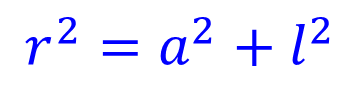 r² = a² + l²